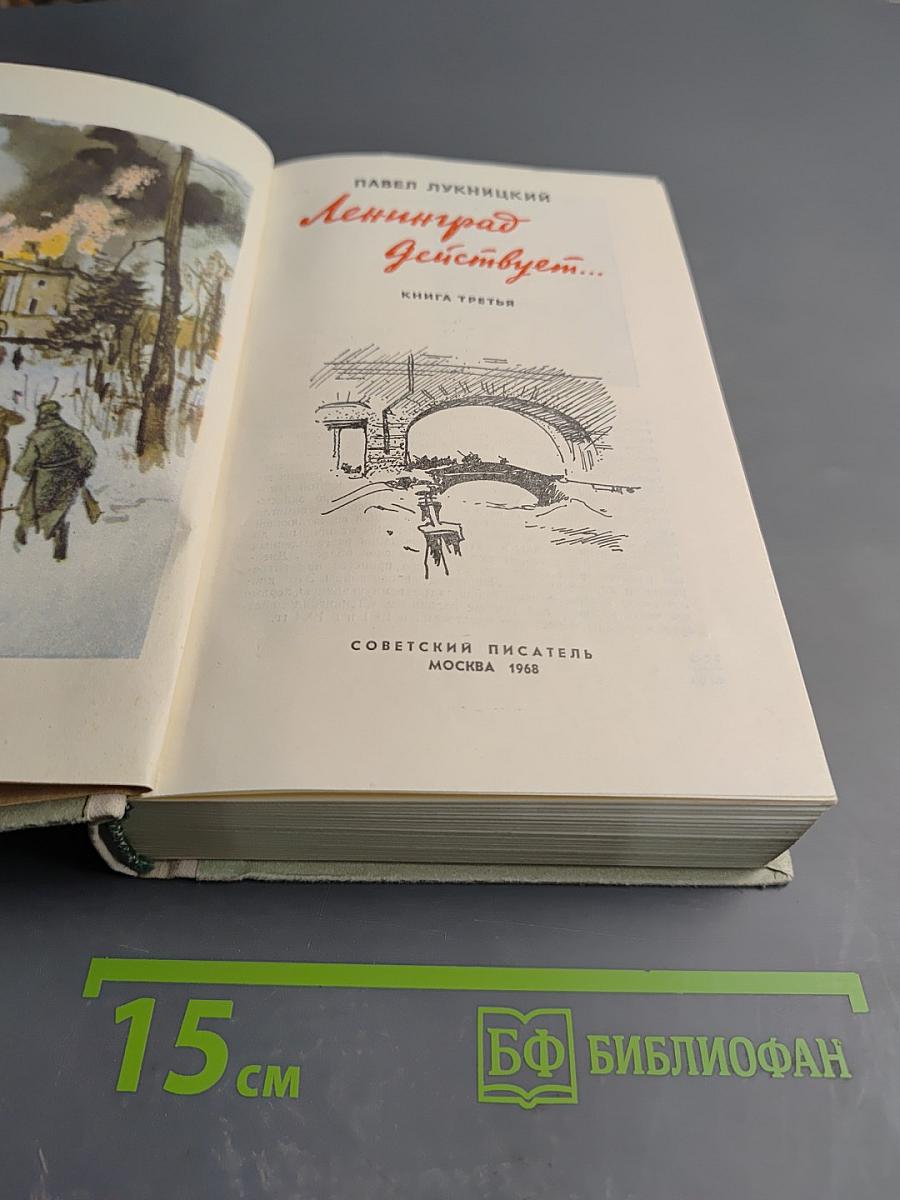 ПАВЕЛ ЛУКНИЦКИЙ
Ленинград
действует...
КНИГА ТРЕТЬЯ
СОВЕТСКИЙ ПИСАТЕЛЬ
МОСКВА 1968
15 см
БФ БИБЛИОФАН